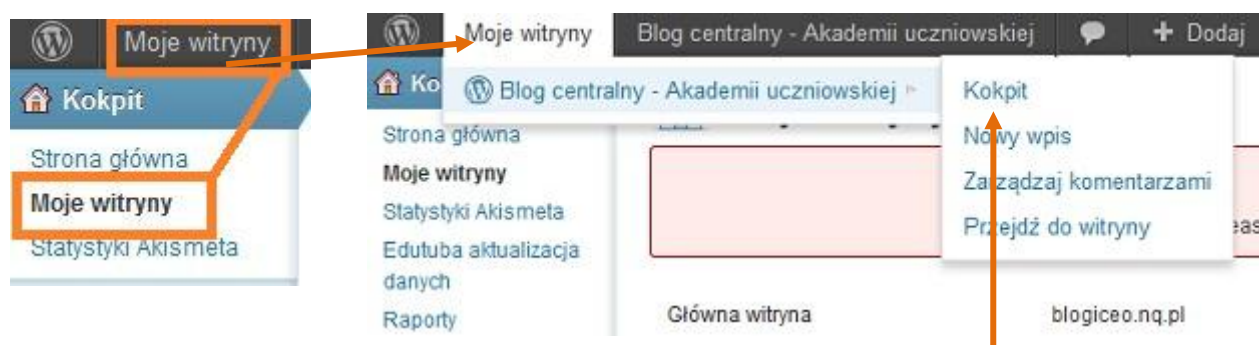 Moje witryny
Kokpit
Strona główna
Moje witryny
Statystyki Akismeta
Moje witryny Blog centralny - Akademii uczniowskiej + Dodaj
Ko Blog centralny - Akademii uczniowskiej
Kokpit
Nowy wpis
Zarządzaj komentarzami
Przejdź do witryny
Strona główna
Moje witryny
Statystyki Akismeta
Edutuba aktualizacja
danych
Raporty
Główna witryna blogiceo.nq.pl